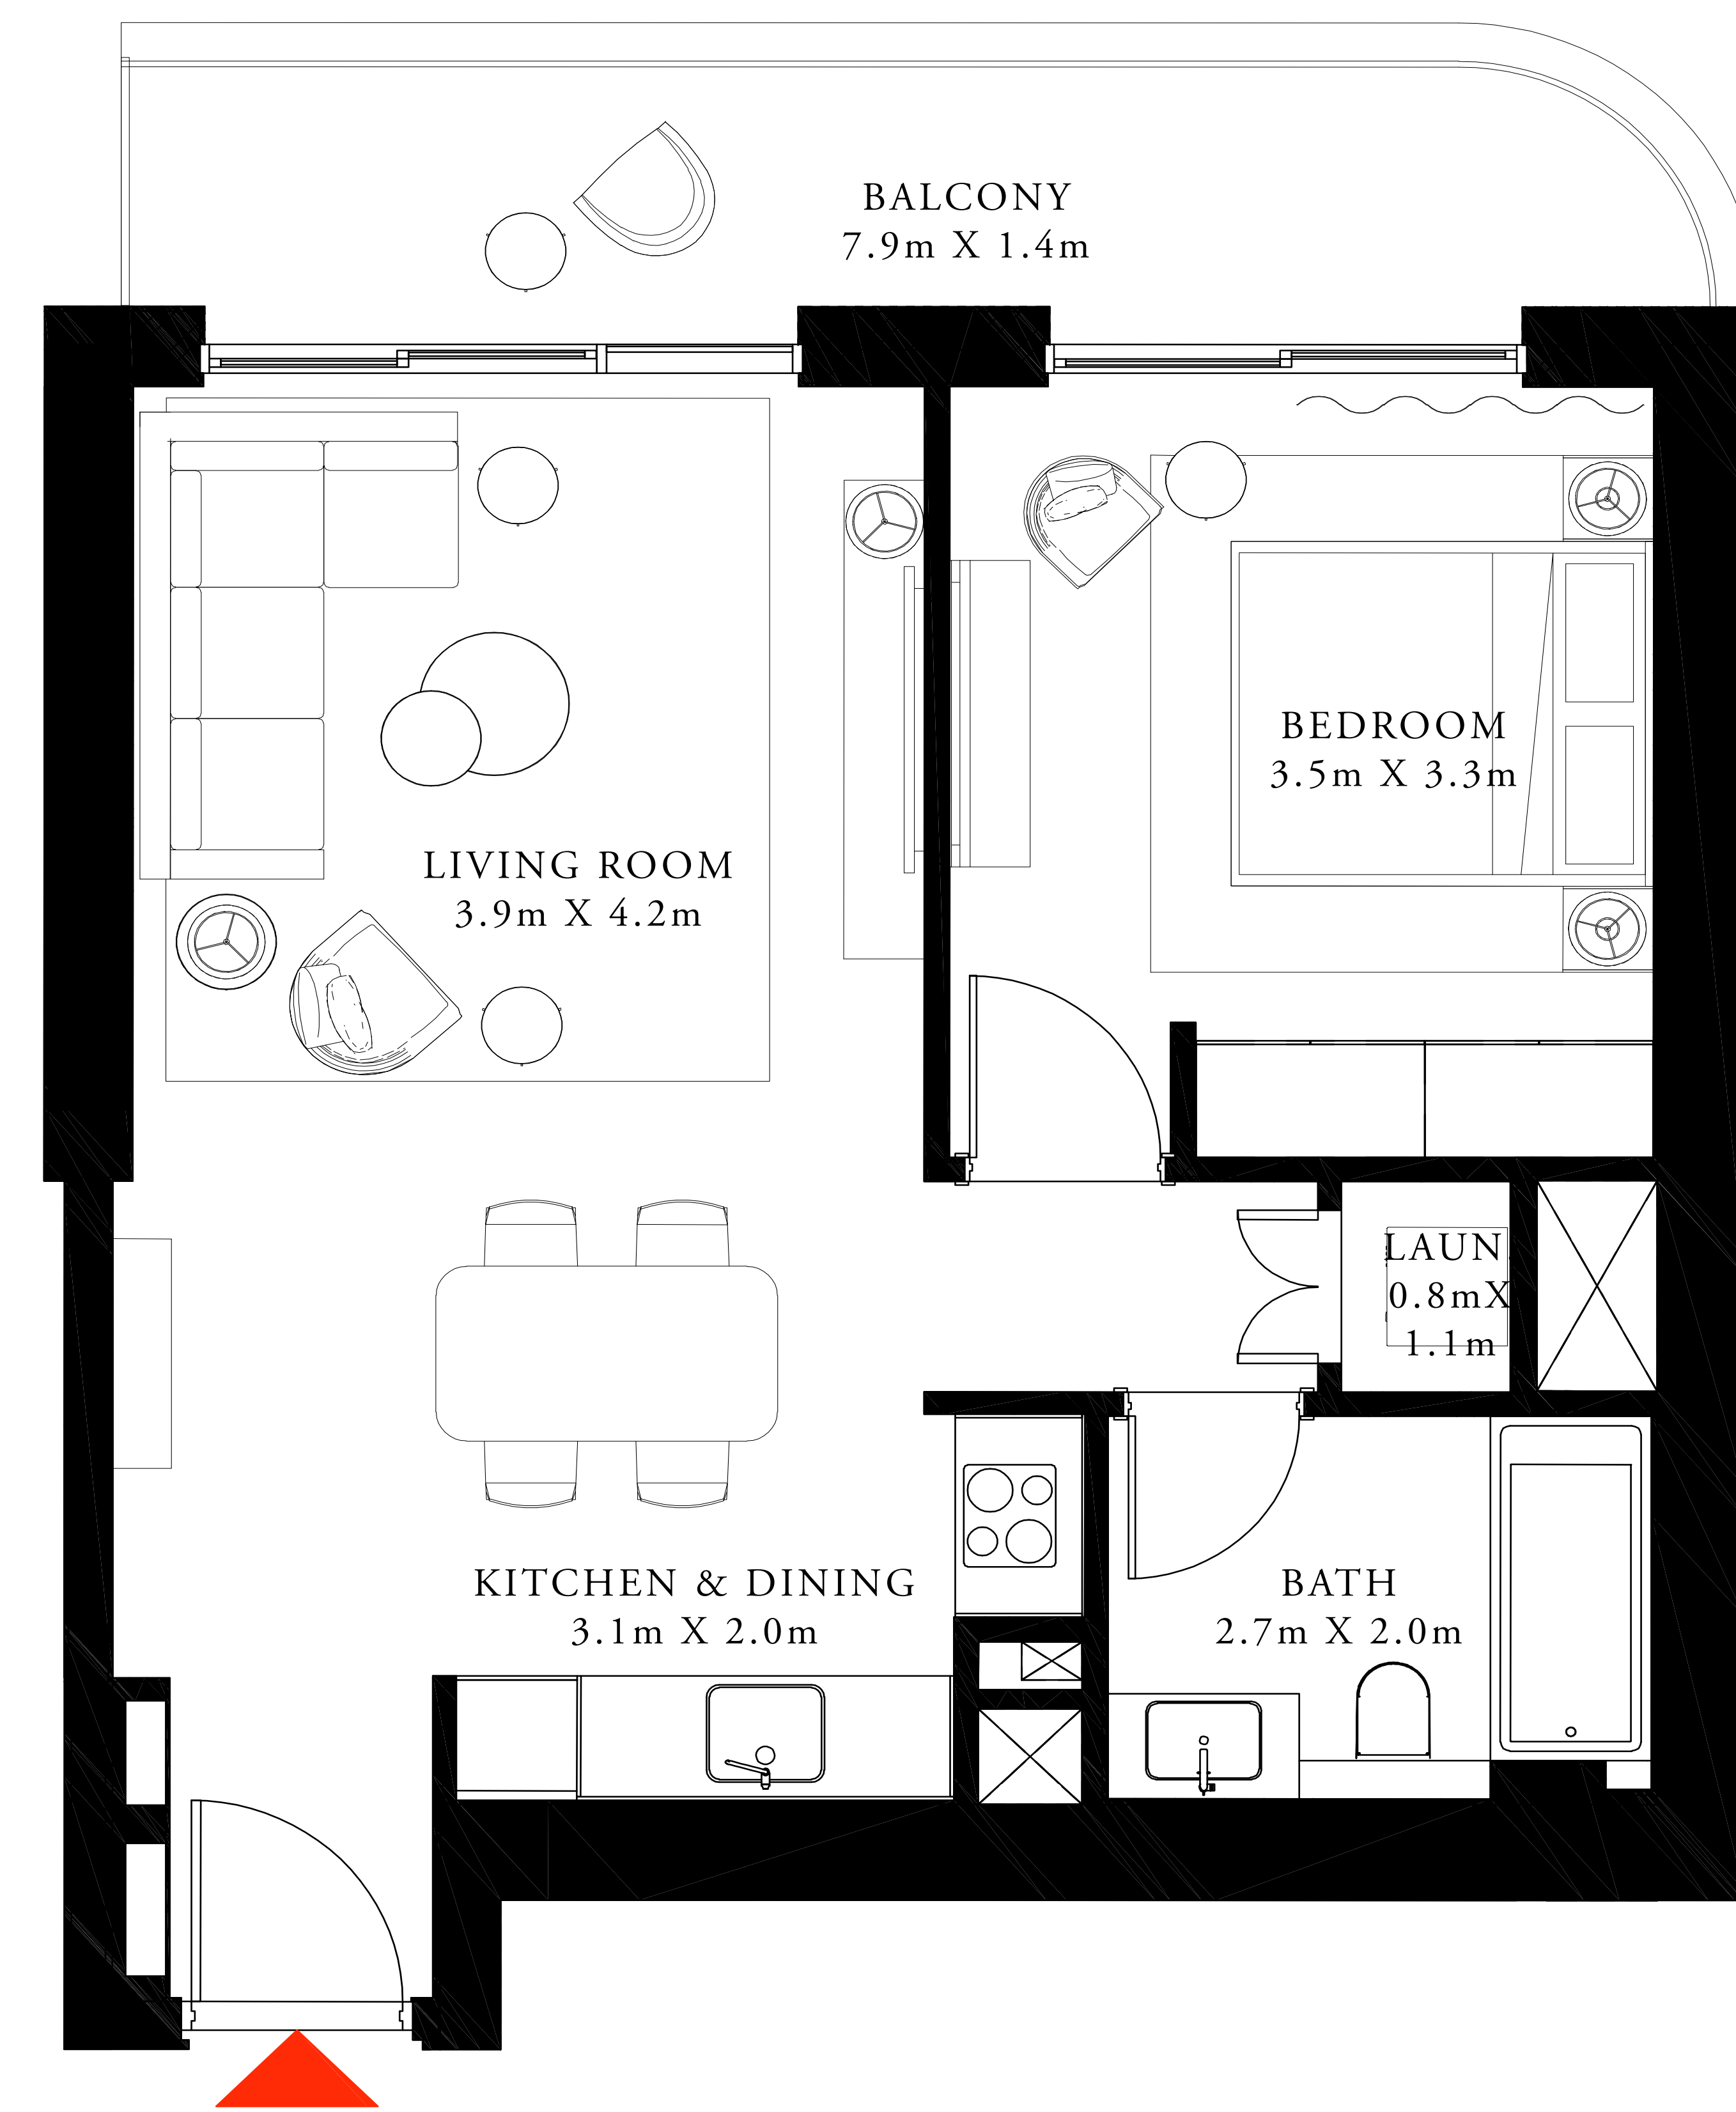 BALCONY
7.9m X 1.4m
BEDROOM
3.5m X 3.3m
LIVING ROOM
3.9m X 4.2m
LAUN
0.8mX
1.1m
KITCHEN & DINING
3.1m X 2.0m
BATH
2.7m X 2.0m